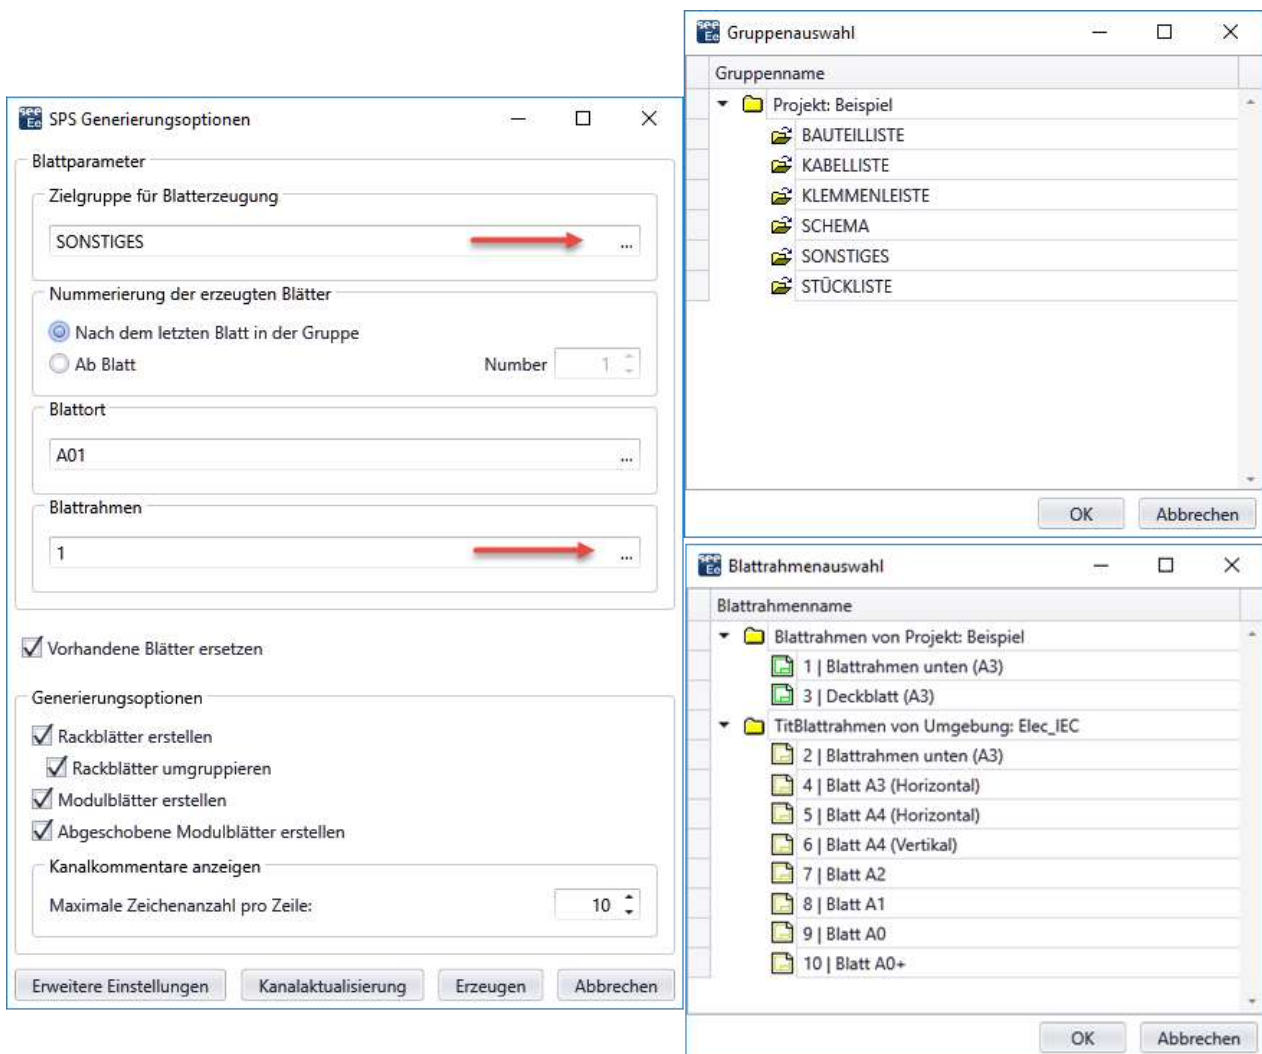 SPS Generierungsoptionen
Blattparameter
Zielgruppe für Blatterzeugung
SONSTIGES ...
Nummerierung der erzeugten Blätter
Nach dem letzten Blatt in der Gruppe
Ab Blatt Number 1
Blattort
A01 ...
Blattrahmen
1 ...
Vorhandene Blätter ersetzen
Generierungsoptionen
Rackblätter erstellen
Rackblätter umgruppieren
Modulblätter erstellen
Abgeschobene Modulblätter erstellen
Kanalkommentare anzeigen
Maximale Zeichenanzahl pro Zeile: 10
Erweitere Einstellungen Kanalaktualisierung Erzeugen Abbrechen
Gruppenauswahl
Gruppenname
Projekt: Beispiel
BAUTEILLISTE
KABELLISTE
KLEMMENLEISTE
SCHEMA
SONSTIGES
STÜCKLISTE
OK Abbrechen
Blattrahmenauswahl
Blattrahmenname
Blattrahmen von Projekt: Beispiel
1 | Blattrahmen unten (A3)
3 | Deckblatt (A3)
TitBlattrahmen von Umgebung: Elec_IEC
2 | Blattrahmen unten (A3)
4 | Blatt A3 (Horizontal)
5 | Blatt A4 (Horizontal)
6 | Blatt A4 (Vertikal)
7 | Blatt A2
8 | Blatt A1
9 | Blatt A0
10 | Blatt A0+
OK Abbrechen